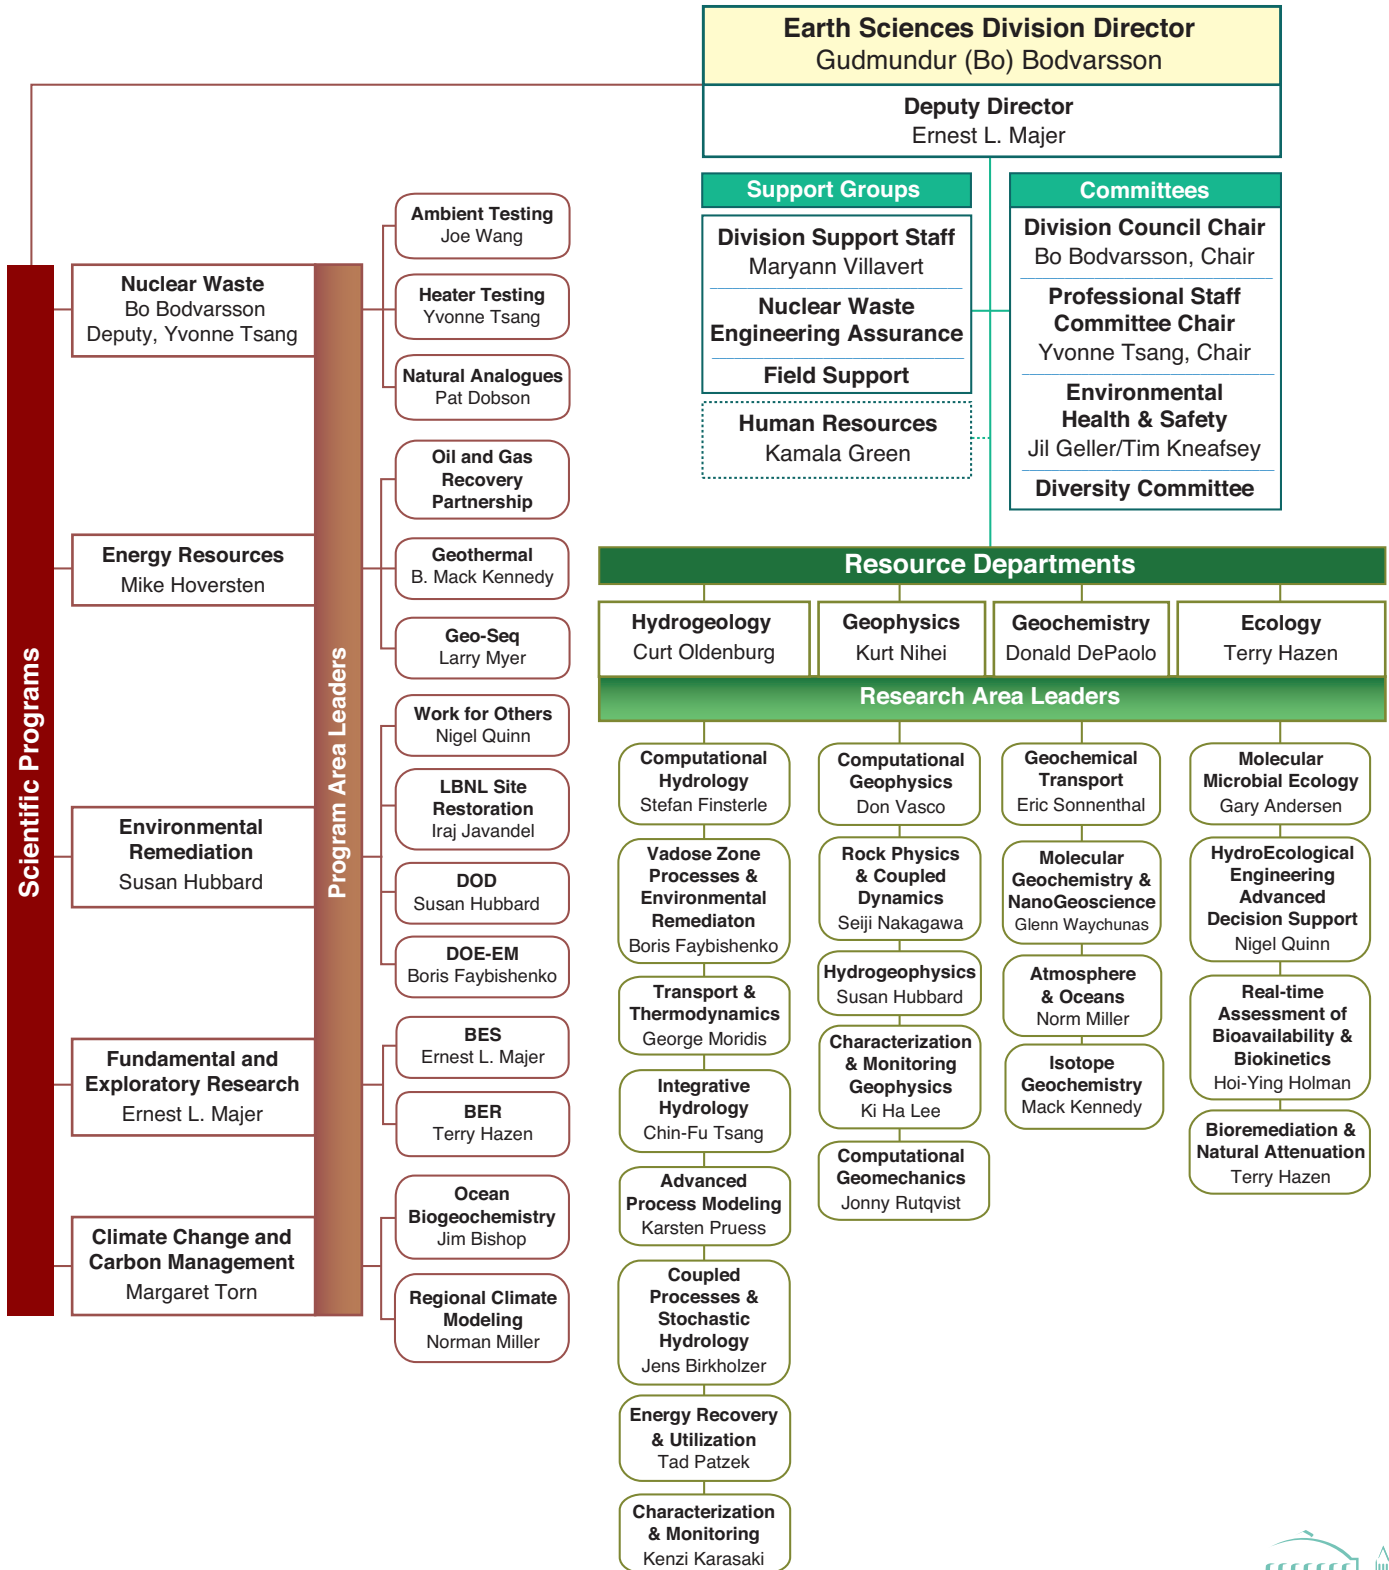 Earth Sciences Division Director
Gudmundur (Bo) Bodvarsson
Deputy Director
Ernest L. Majer
Support Groups
Division Support Staff
Maryann Villavert
Nuclear Waste
Engineering Assurance
Field Support
Human Resources
Kamala Green
Committees
Division Council Chair
Bo Bodvarsson, Chair
Professional Staff
Committee Chair
Yvonne Tsang, Chair
Environmental
Health & Safety
Jil Geller/Tim Kneafsey
Diversity Committee
Scientific Programs
Nuclear Waste
Bo Bodvarsson
Deputy, Yvonne Tsang
Energy Resources
Mike Hoversten
Environmental
Remediation
Susan Hubbard
Fundamental and
Exploratory Research
Ernest L. Majer
Climate Change and
Carbon Management
Margaret Torn
Program Area Leaders
Ambient Testing
Joe Wang
Heater Testing
Yvonne Tsang
Natural Analogues
Pat Dobson
Oil and Gas
Recovery
Partnership
Geothermal
B. Mack Kennedy
Geo-Seq
Larry Myer
Work for Others
Nigel Quinn
LBNL Site
Restoration
Iraj Javandel
DOD
Susan Hubbard
DOE-EM
Boris Faybishenko
BES
Ernest L. Majer
BER
Terry Hazen
Ocean
Biogeochemistry
Jim Bishop
Regional Climate
Modeling
Norman Miller
Resource Departments
Hydrogeology
Curt Oldenburg
Geophysics
Kurt Nihei
Geochemistry
Donald DePaolo
Ecology
Terry Hazen
Research Area Leaders
Computational
Hydrology
Stefan Finsterle
Vadose Zone
Processes &
Environmental
Remediaton
Boris Faybishenko
Transport &
Thermodynamics
George Moridis
Integrative
Hydrology
Chin-Fu Tsang
Advanced
Process Modeling
Karsten Pruess
Coupled
Processes &
Stochastic
Hydrology
Jens Birkholzer
Energy Recovery
& Utilization
Tad Patzek
Characterization
& Monitoring
Kenzi Karasaki
Computational
Geophysics
Don Vasco
Rock Physics
& Coupled
Dynamics
Seiji Nakagawa
Hydrogeophysics
Susan Hubbard
Characterization
& Monitoring
Geophysics
Ki Ha Lee
Computational
Geomechanics
Jonny Rutqvist
Geochemical
Transport
Eric Sonnenthal
Molecular
Geochemistry &
NanoGeoscience
Glenn Waychunas
Atmosphere
& Oceans
Norm Miller
Isotope
Geochemistry
Mack Kennedy
Molecular
Microbial Ecology
Gary Andersen
HydroEcological
Engineering
Advanced
Decision Support
Nigel Quinn
Real-time
Assessment of
Bioavailability &
Biokinetics
Hoi-Ying Holman
Bioremediation &
Natural Attenuation
Terry Hazen